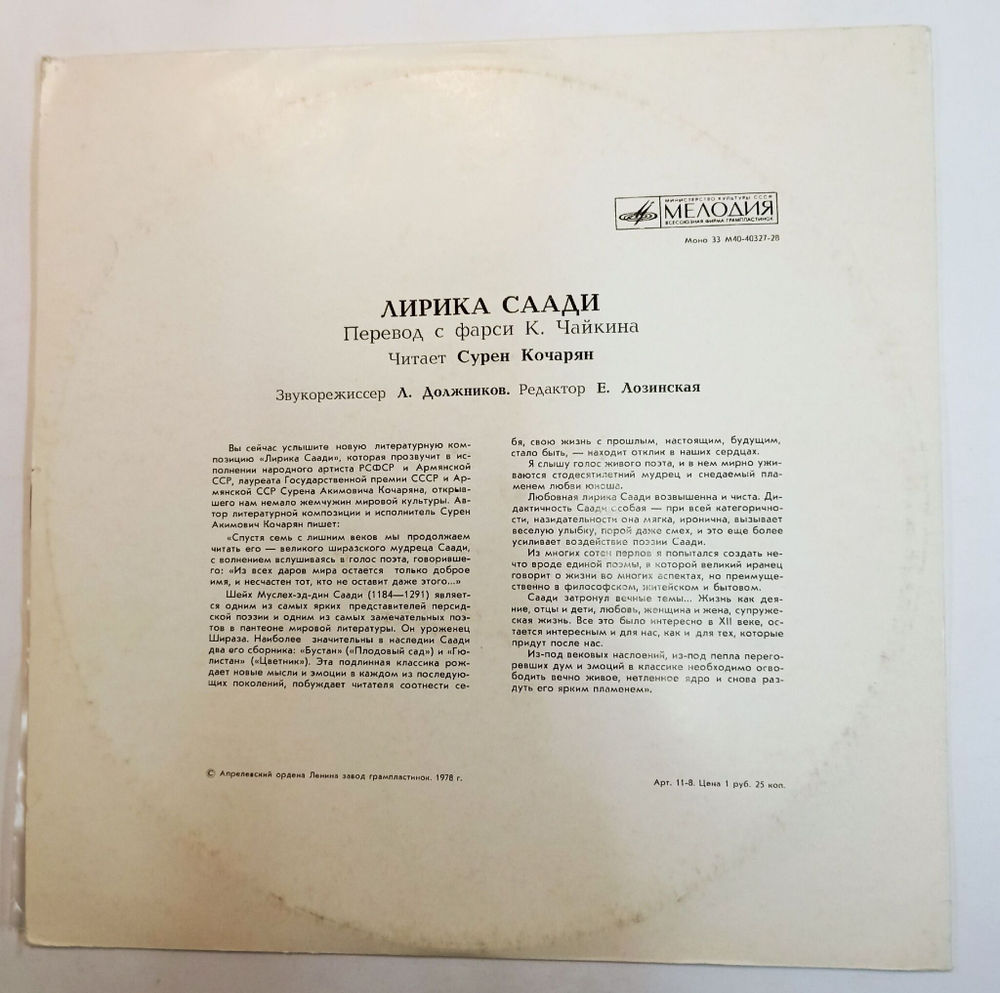 МИНИСТЕРСТВО КУЛЬТУРЫ СССР
МЕЛОДИЯ
ВСЕСОЮЗНАЯ ФИРМА ГРАМПЛАСТИНОК
Моно 33 М40-40327-28
ЛИРИКА СААДИ
Перевод с фарси К. Чайкина
Читает Сурен Кочарян
Звукорежиссер Л. Должников. Редактор Е. Лозинская
Вы сейчас услышите новую литературную ком-
позицию «Лирика Саади», которая прозвучит в ис-
полнении народного артиста РСФСР и Армянской
ССР, лауреата Государственной премии СССР и Ар-
мянской ССР Сурена Акимовича Кочаряна, открыв-
шего нам немало жемчужин мировой культуры. Ав-
тор литературной композиции и исполнитель Сурен
Акимович Кочарян пишет:
«Спустя семь с лишним веков мы продолжаем
читать его — великого ширазского мудреца Саади,
с волнением вслушиваясь в голос поэта, говоривше-
го: «Из всех даров мира остается только доброе
имя, и несчастен тот, кто не оставит даже этого...»
Шейх Муслех-эд-дин Саади (1184—1291) являет-
ся одним из самых ярких представителей персид-
ской поэзии и одним из самых замечательных поэ-
тов в пантеоне мировой литературы. Он уроженец
Шираза. Наиболее значительны в наследии Саади
два его сборника: «Бустан» («Плодовый сад») и «Гю-
листан» («Цветник»). Эта подлинная классика рож-
дает новые мысли и эмоции в каждом из последую-
щих поколений, побуждает читателя соотнести се-
бя, свою жизнь с прошлым, настоящим, будущим,
стало быть, — находит отклик в наших сердцах.
Я слышу голос живого поэта, и в нем мирно ужи-
ваются стодесятилетний мудрец и снедаемый пла-
менем любви юноша.
Любовная лирика Саади возвышенна и чиста. Ди-
дактичность Саади особая — при всей категорично-
сти, назидательности она мягка, иронична, вызывает
веселую улыбку, порой даже смех, и это еще более
усиливает воздействие поэзии Саади.
Из многих сотен перлов я попытался создать не-
что вроде единой поэмы, в которой великий иранец
говорит о жизни во многих аспектах, но преимуще-
ственно в философском, житейском и бытовом.
Саади затронул вечные темы... Жизнь как дея-
ние, отцы и дети, любовь, женщина и жена, супруже-
ская жизнь. Все это было интересно в XII веке, ос-
тается интересным и для нас, как и для тех, которые
придут после нас.
Из-под вековых наслоений, из-под пепла перего-
ревших дум и эмоций в классике необходимо осво-
бодить вечно живое, нетленное ядро и снова раз-
дуть его ярким пламенем».
© Апрелевский ордена Ленина завод грампластинок. 1978 г.
Арт. 11-8. Цена 1 руб. 25 коп.